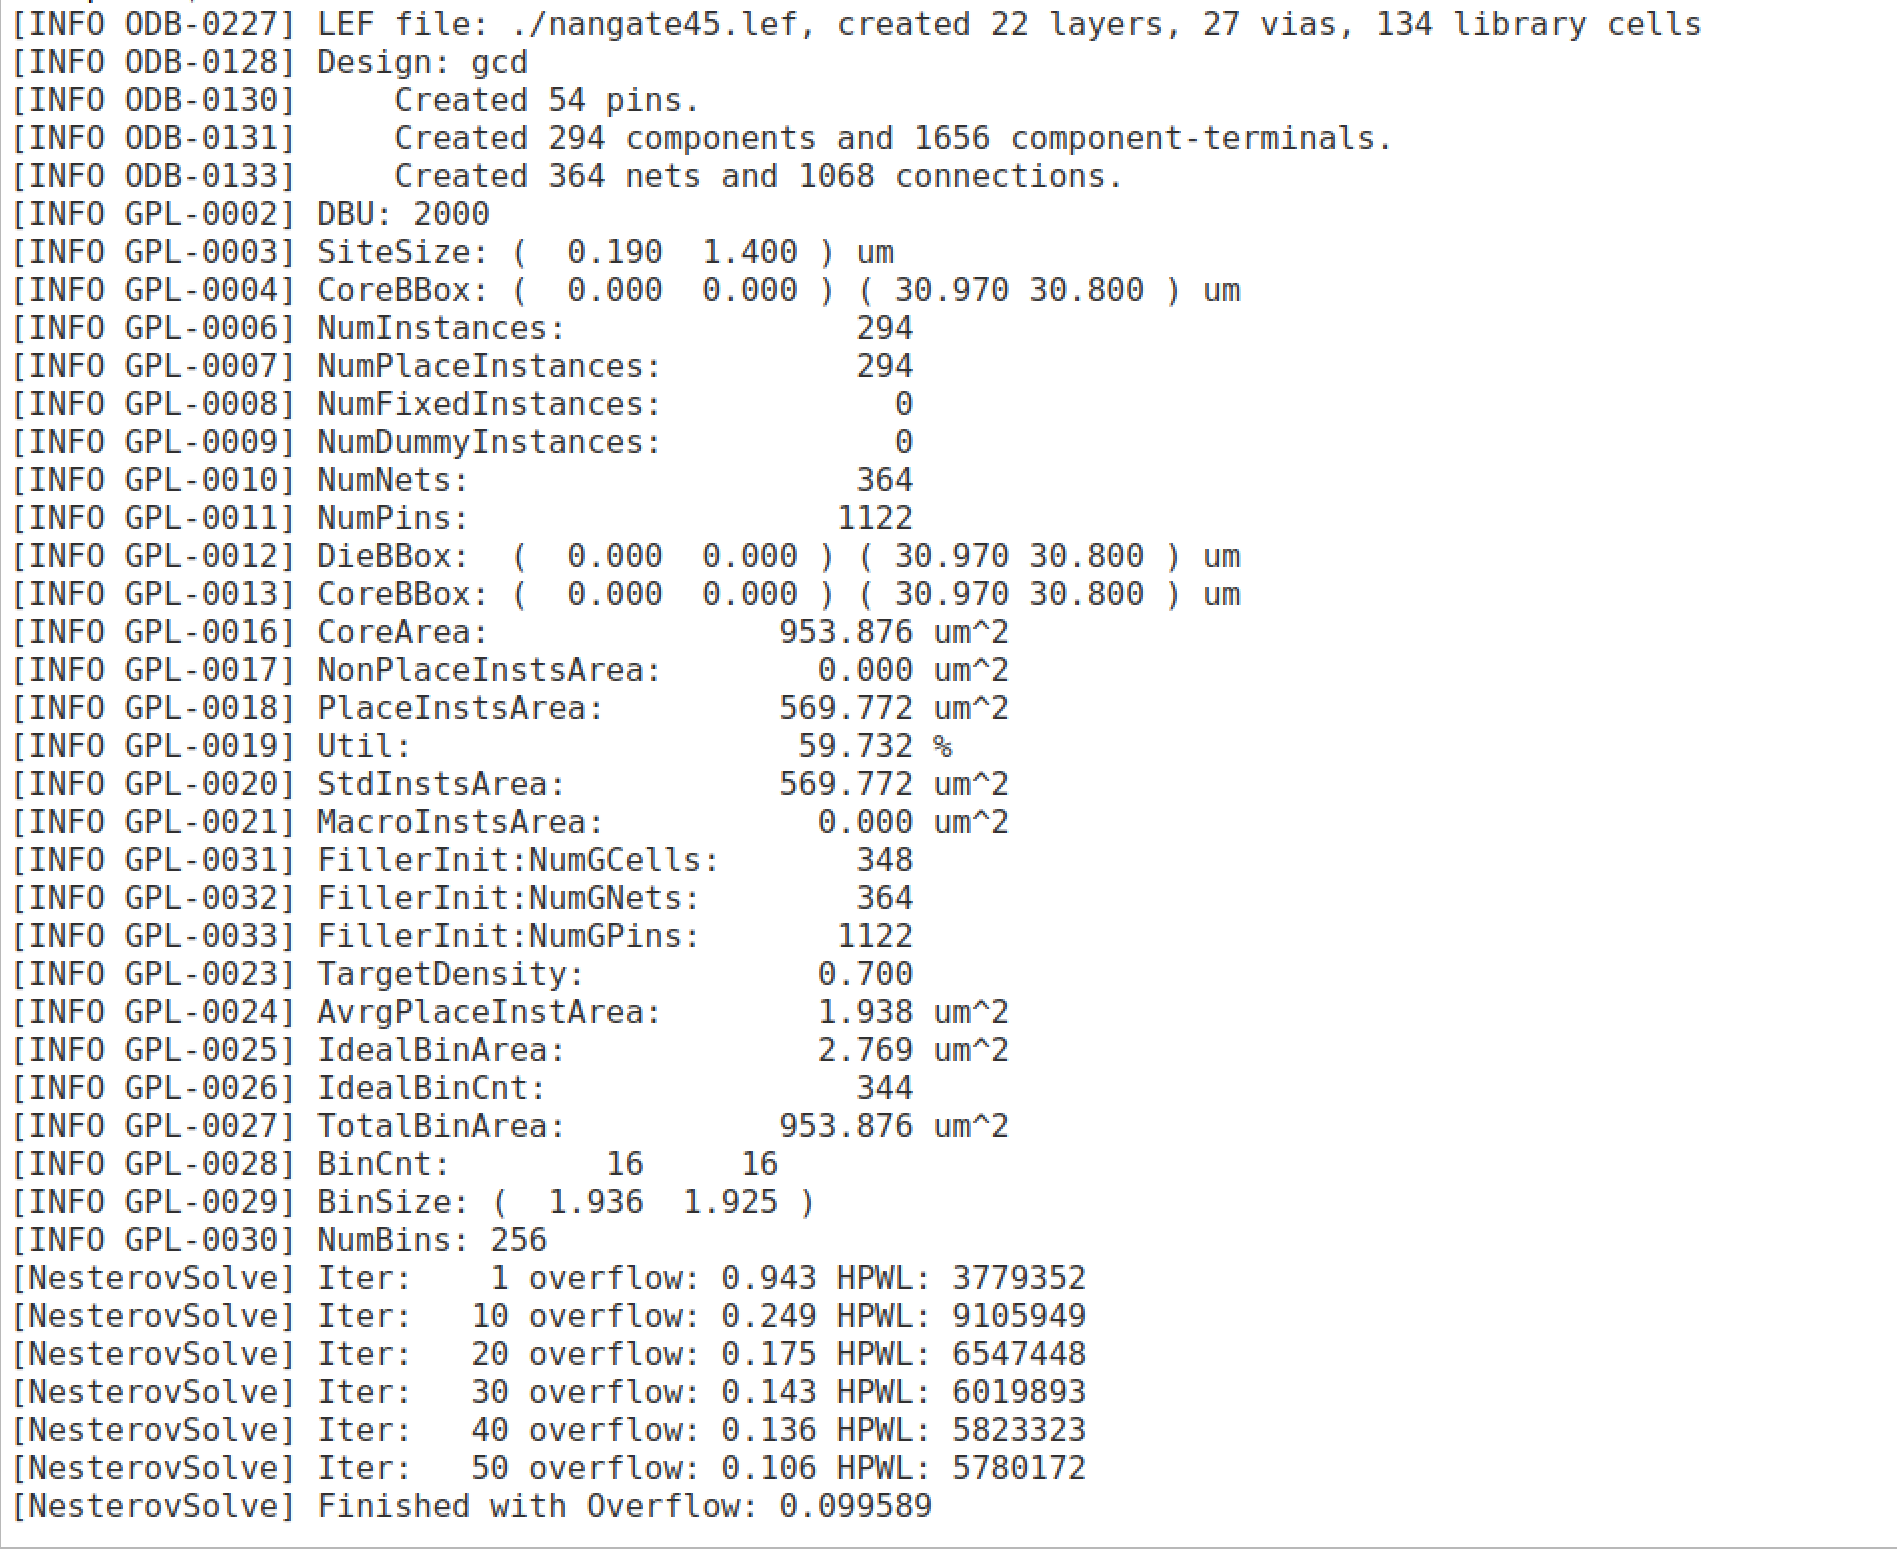 [INFO ODB-0227] LEF file: ./nangate45.lef, created 22 layers, 27 vias, 134 library cells
[INFO ODB-0128] Design: gcd
[INFO ODB-0130]     Created 54 pins.
[INFO ODB-0131]     Created 294 components and 1656 component-terminals.
[INFO ODB-0133]     Created 364 nets and 1068 connections.
[INFO GPL-0002] DBU: 2000
[INFO GPL-0003] SiteSize: (  0.190  1.400 ) um
[INFO GPL-0004] CoreBBox: (  0.000  0.000 ) ( 30.970 30.800 ) um
[INFO GPL-0006] NumInstances:               294
[INFO GPL-0007] NumPlaceInstances:          294
[INFO GPL-0008] NumFixedInstances:            0
[INFO GPL-0009] NumDummyInstances:            0
[INFO GPL-0010] NumNets:                    364
[INFO GPL-0011] NumPins:                   1122
[INFO GPL-0012] DieBBox:  (  0.000  0.000 ) ( 30.970 30.800 ) um
[INFO GPL-0013] CoreBBox: (  0.000  0.000 ) ( 30.970 30.800 ) um
[INFO GPL-0016] CoreArea:               953.876 um^2
[INFO GPL-0017] NonPlaceInstsArea:        0.000 um^2
[INFO GPL-0018] PlaceInstsArea:         569.772 um^2
[INFO GPL-0019] Util:                    59.732 %
[INFO GPL-0020] StdInstsArea:           569.772 um^2
[INFO GPL-0021] MacroInstsArea:           0.000 um^2
[INFO GPL-0031] FillerInit:NumGCells:       348
[INFO GPL-0032] FillerInit:NumGNets:        364
[INFO GPL-0033] FillerInit:NumGPins:       1122
[INFO GPL-0023] TargetDensity:            0.700
[INFO GPL-0024] AvrgPlaceInstArea:        1.938 um^2
[INFO GPL-0025] IdealBinArea:             2.769 um^2
[INFO GPL-0026] IdealBinCnt:                344
[INFO GPL-0027] TotalBinArea:           953.876 um^2
[INFO GPL-0028] BinCnt:        16     16
[INFO GPL-0029] BinSize: (  1.936  1.925 )
[INFO GPL-0030] NumBins: 256
[NesterovSolve] Iter:    1 overflow: 0.943 HPWL: 3779352
[NesterovSolve] Iter:   10 overflow: 0.249 HPWL: 9105949
[NesterovSolve] Iter:   20 overflow: 0.175 HPWL: 6547448
[NesterovSolve] Iter:   30 overflow: 0.143 HPWL: 6019893
[NesterovSolve] Iter:   40 overflow: 0.136 HPWL: 5823323
[NesterovSolve] Iter:   50 overflow: 0.106 HPWL: 5780172
[NesterovSolve] Finished with Overflow: 0.099589